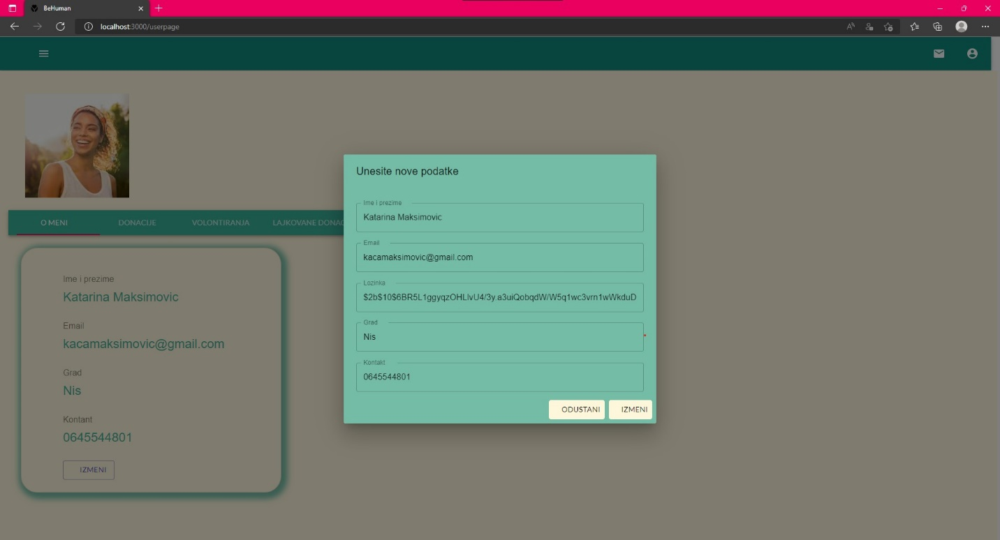 BeHuman
localhost:3000/userpage
O MENI
DONACIJE
VOLONTIRANJA
LAJKOVANE DONAC
Ime i prezime
Katarina Maksimovic
Email
kacamaksimovic@gmail.com
Grad
Nis
Kontant
0645544801
IZMENI
Unesite nove podatke
Ime i prezime
Katarina Maksimovic
Email
kacamaksimovic@gmail.com
Lozinka
$2b$10$6BR5L1ggyqzOHLlvU4/3y.a3uiQobqdW/W5q1wc3vrn1wWkduD
Grad
Nis
*
Kontakt
0645544801
ODUSTANI
IZMENI